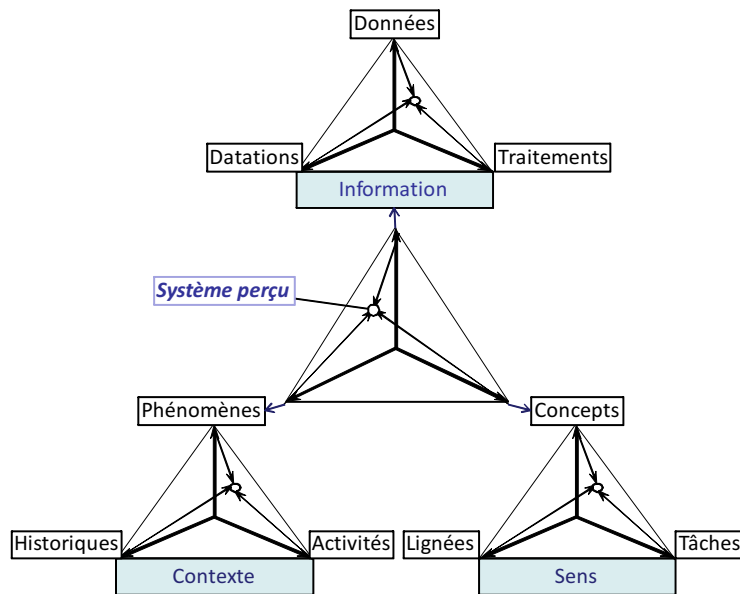 Données
Datations
Traitements
Information
Système perçu
Phénomènes
Concepts
Historiques
Activités
Lignées
Tâches
Contexte
Sens